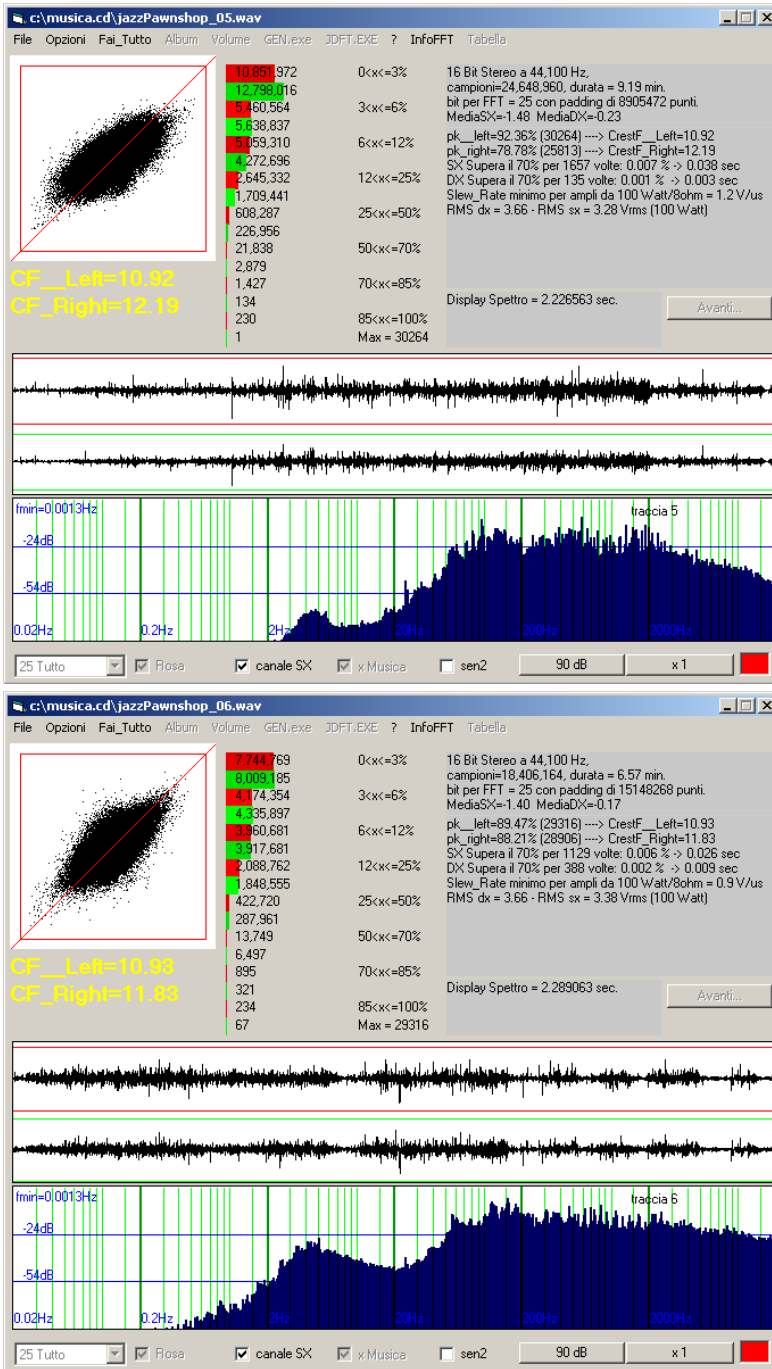 c:\musica.cd\jazzPawnshop_05.wav
File Opzioni Fai_Tutto Album Volume GEN.exe JDFT.EXE ? InfoFFT Tabella
10,851,972 0<x<=3%
12,798,016
5,460,564 3<x<=6%
5,638,837
5,059,310 6<x<=12%
4,272,696
2,645,332 12<x<=25%
1,709,441
608,287 25<x<=50%
226,956
21,838 50<x<=70%
2,879
1,427 70<x<=85%
134
230 85<x<=100%
1 Max = 30264
16 Bit Stereo a 44,100 Hz,
campioni=24,648,960, durata = 9.19 min.
bit per FFT = 25 con padding di 8905472 punti.
MediaSX=-1.48 MediaDX=-0.23
pk__left=92.36% (30264) ----> CrestF__Left=10.92
pk_right=78.78% (25813) ----> CrestF_Right=12.19
SX Supera il 70% per 1657 volte: 0.007 % -> 0.038 sec
DX Supera il 70% per 135 volte: 0.001 % -> 0.003 sec
Slew_Rate minimo per ampli da 100 Watt/8ohm = 1.2 V/us
RMS dx = 3.66 - RMS sx = 3.28 Vrms (100 Watt)
CF__Left=10.92
CF_Right=12.19
Display Spettro = 2.226563 sec.
Avanti...
fmin=0.0013Hz
traccia 5
-24dB
-54dB
0.02Hz 0.2Hz 2Hz 20Hz 200Hz 2000Hz
25 Tutto Rosa canale SX x Musica sen2 90 dB x 1
c:\musica.cd\jazzPawnshop_06.wav
File Opzioni Fai_Tutto Album Volume GEN.exe JDFT.EXE ? InfoFFT Tabella
7,744,769 0<x<=3%
8,009,185
4,174,354 3<x<=6%
4,335,897
3,960,681 6<x<=12%
3,917,681
2,088,762 12<x<=25%
1,848,555
422,720 25<x<=50%
287,961
13,749 50<x<=70%
6,497
895 70<x<=85%
321
234 85<x<=100%
67 Max = 29316
16 Bit Stereo a 44,100 Hz,
campioni=18,406,164, durata = 6.57 min.
bit per FFT = 25 con padding di 15148268 punti.
MediaSX=-1.40 MediaDX=-0.17
pk__left=89.47% (29316) ----> CrestF__Left=10.93
pk_right=88.21% (28906) ----> CrestF_Right=11.83
SX Supera il 70% per 1129 volte: 0.006 % -> 0.026 sec
DX Supera il 70% per 388 volte: 0.002 % -> 0.009 sec
Slew_Rate minimo per ampli da 100 Watt/8ohm = 0.9 V/us
RMS dx = 3.66 - RMS sx = 3.38 Vrms (100 Watt)
CF__Left=10.93
CF_Right=11.83
Display Spettro = 2.289063 sec.
Avanti...
fmin=0.0013Hz
traccia 6
-24dB
-54dB
0.02Hz 0.2Hz 2Hz 20Hz 200Hz 2000Hz
25 Tutto Rosa canale SX x Musica sen2 90 dB x 1